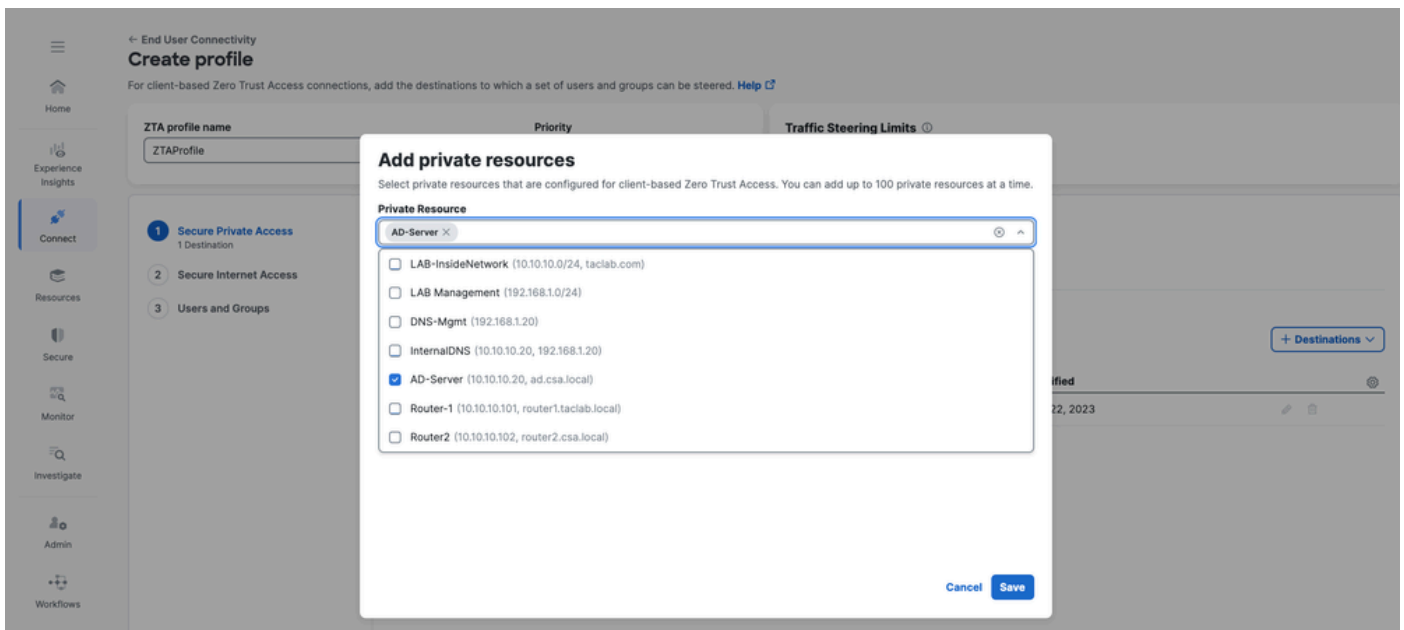 ← End User Connectivity
Create profile
For client-based Zero Trust Access connections, add the destinations to which a set of users and groups can be steered. Help
Home
Experience
Insights
Connect
Resources
Secure
Monitor
Investigate
Admin
Workflows
ZTA profile name
ZTAProfile
Priority
Traffic Steering Limits
1 Secure Private Access
1 Destination
2 Secure Internet Access
3 Users and Groups
+ Destinations
ified
22, 2023
Add private resources
Select private resources that are configured for client-based Zero Trust Access. You can add up to 100 private resources at a time.
Private Resource
AD-Server ×
LAB-InsideNetwork (10.10.10.0/24, taclab.com)
LAB Management (192.168.1.0/24)
DNS-Mgmt (192.168.1.20)
InternalDNS (10.10.10.20, 192.168.1.20)
AD-Server (10.10.10.20, ad.csa.local)
Router-1 (10.10.10.101, router1.taclab.local)
Router2 (10.10.10.102, router2.csa.local)
Cancel
Save